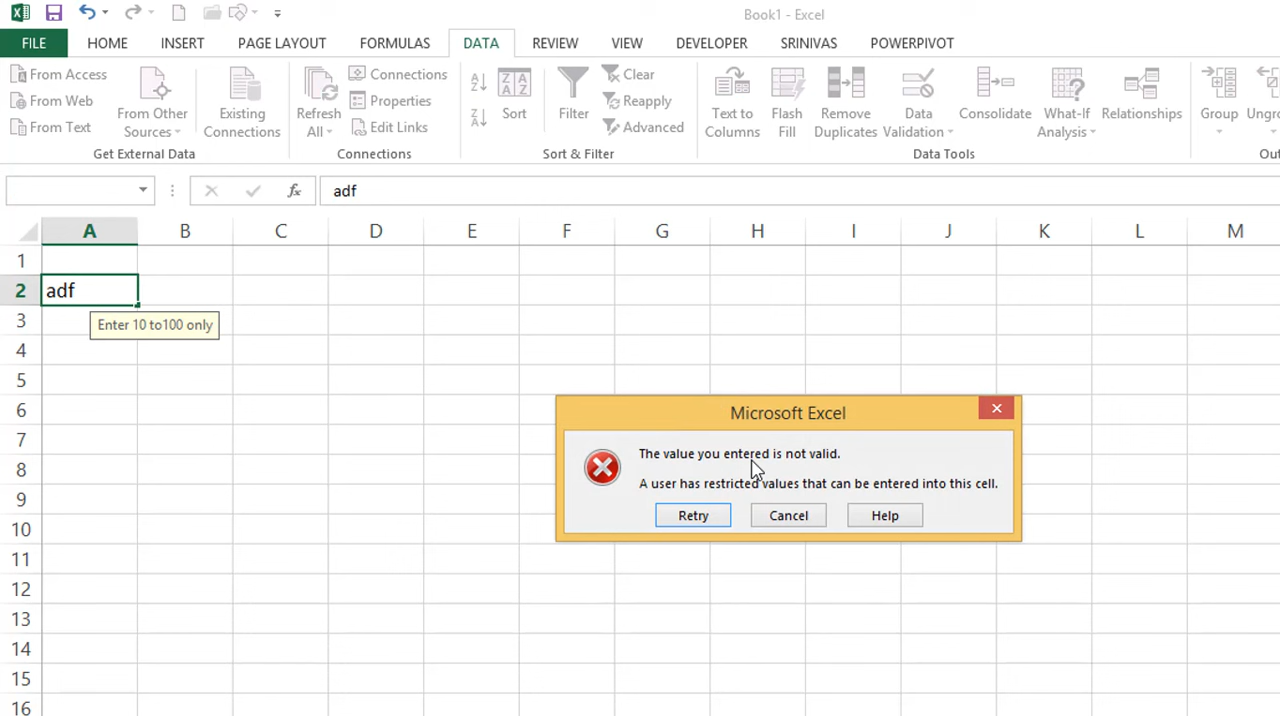 Book1 - Excel
FILE HOME INSERT PAGE LAYOUT FORMULAS DATA REVIEW VIEW DEVELOPER SRINIVAS POWERPIVOT
From Access
From Web
From Text
From Other Sources
Existing Connections
Get External Data
Refresh All
Connections
Properties
Edit Links
Connections
Sort
Filter
Clear
Reapply
Advanced
Sort & Filter
Text to Columns
Flash Fill
Remove Duplicates
Data Validation
Consolidate
What-If Analysis
Relationships
Data Tools
Group
Ungro
Ou
fx adf
A B C D E F G H I J K L M
1
2 adf
Enter 10 to100 only
3
4
5
6
7
8
9
10
11
12
13
14
15
16
Microsoft Excel
The value you entered is not valid.
A user has restricted values that can be entered into this cell.
Retry Cancel Help